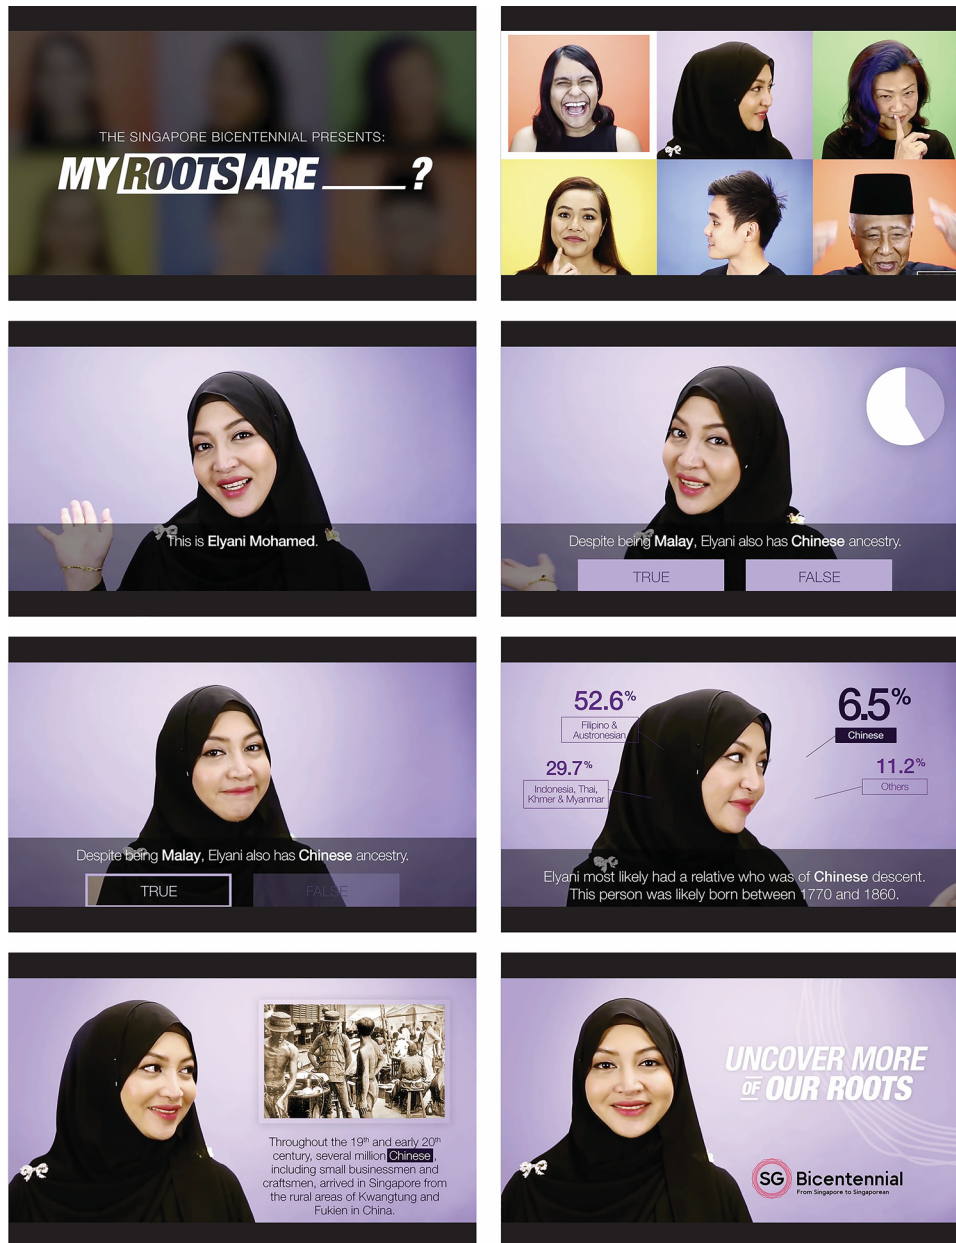 THE SINGAPORE BICENTENNIAL PRESENTS:
MY ROOTS ARE ______?
This is Elyani Mohamed.
Despite being Malay, Elyani also has Chinese ancestry.
TRUE
FALSE
Despite being Malay, Elyani also has Chinese ancestry.
TRUE
FALSE
52.6%
Filipino &
Austronesian
29.7%
Indonesia, Thai,
Khmer & Myanmar
6.5%
Chinese
11.2%
Others
Elyani most likely had a relative who was of Chinese descent.
This person was likely born between 1770 and 1860.
Throughout the 19th and early 20th
century, several million Chinese,
including small businessmen and
craftsmen, arrived in Singapore from
the rural areas of Kwangtung and
Fukien in China.
UNCOVER MORE
OF OUR ROOTS
SG Bicentennial
From Singapore to Singaporean